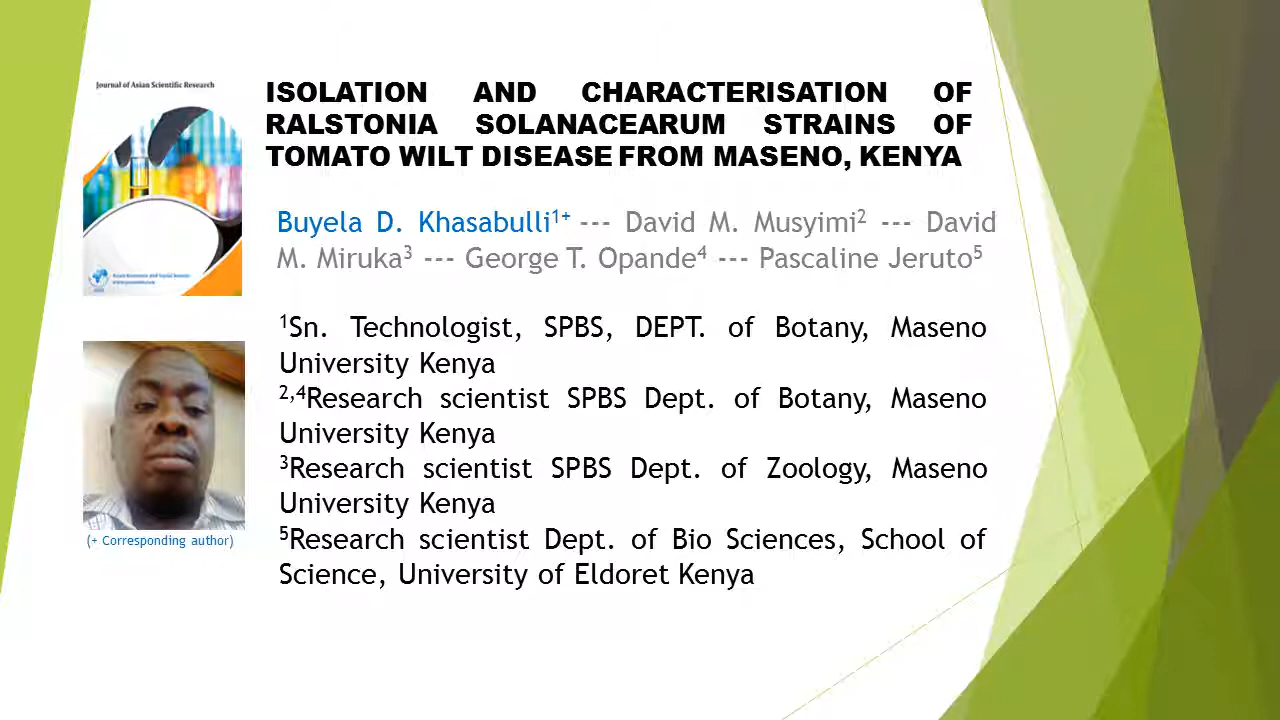 Journal of Asian Scientific Research
ISOLATION AND CHARACTERISATION OF
RALSTONIA SOLANACEARUM STRAINS OF
TOMATO WILT DISEASE FROM MASENO, KENYA
Buyela D. Khasabulli¹⁺ --- David M. Musyimi² --- David
M. Miruka³ --- George T. Opande⁴ --- Pascaline Jeruto⁵
¹Sn. Technologist, SPBS, DEPT. of Botany, Maseno
University Kenya
²,⁴Research scientist SPBS Dept. of Botany, Maseno
University Kenya
³Research scientist SPBS Dept. of Zoology, Maseno
University Kenya
⁵Research scientist Dept. of Bio Sciences, School of
Science, University of Eldoret Kenya
(+ Corresponding author)